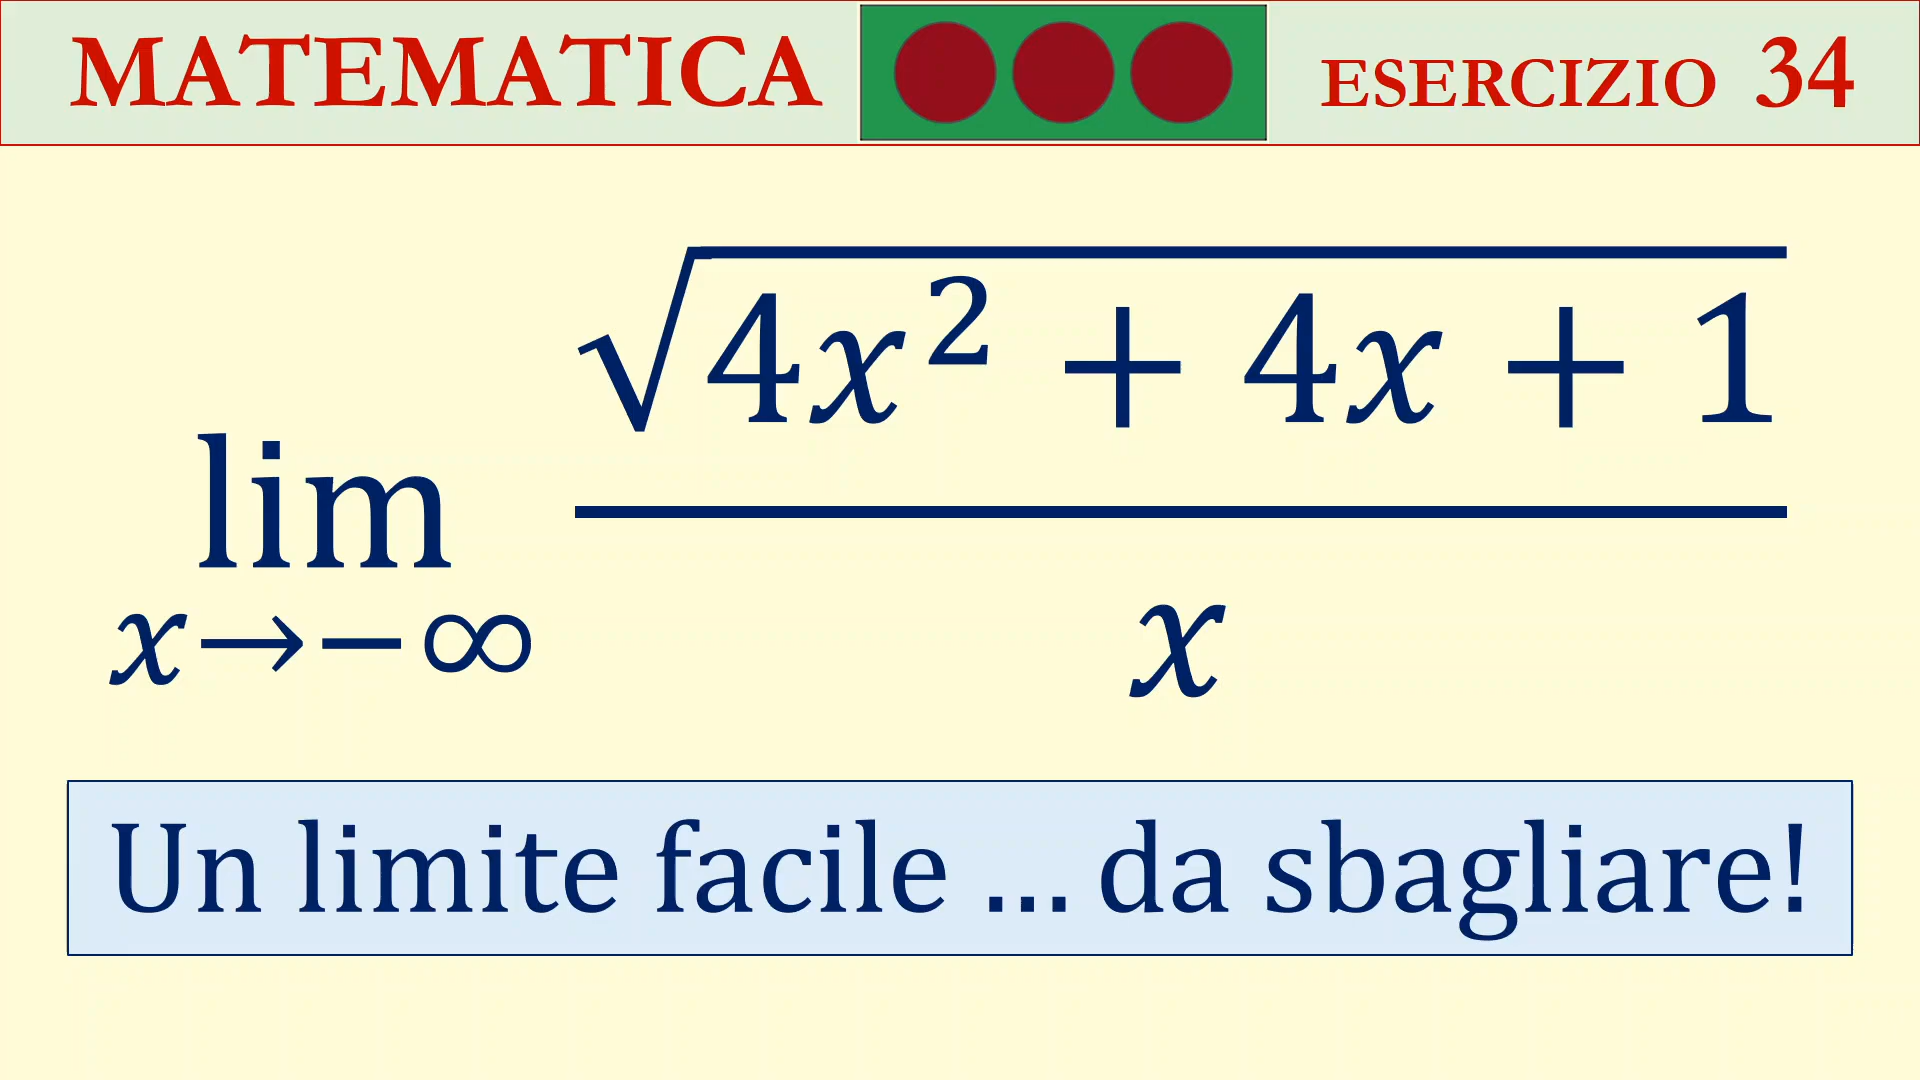 MATEMATICA ESERCIZIO 34
lim x→−∞ √(4x² + 4x + 1) / x
Un limite facile ... da sbagliare!